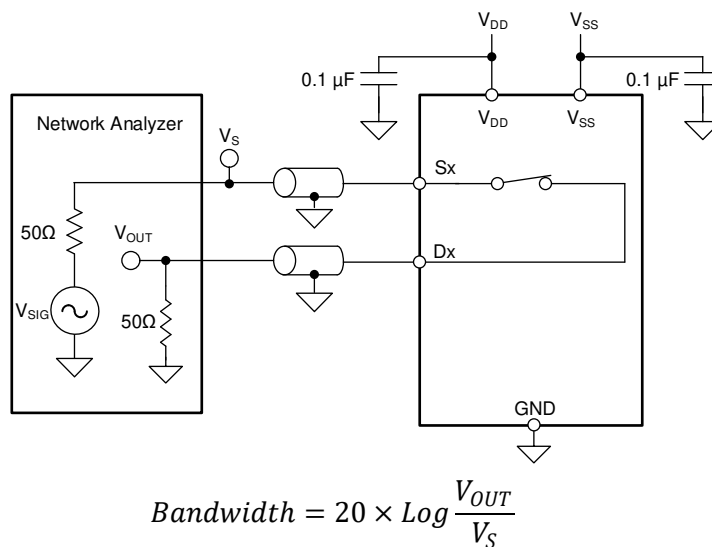 V_DD V_SS
0.1 µF 0.1 µF
Network Analyzer
V_DD V_SS
V_S
Sx
50Ω
V_OUT
Dx
V_SIG
50Ω
GND
Bandwidth = 20 × Log V_OUT / V_S